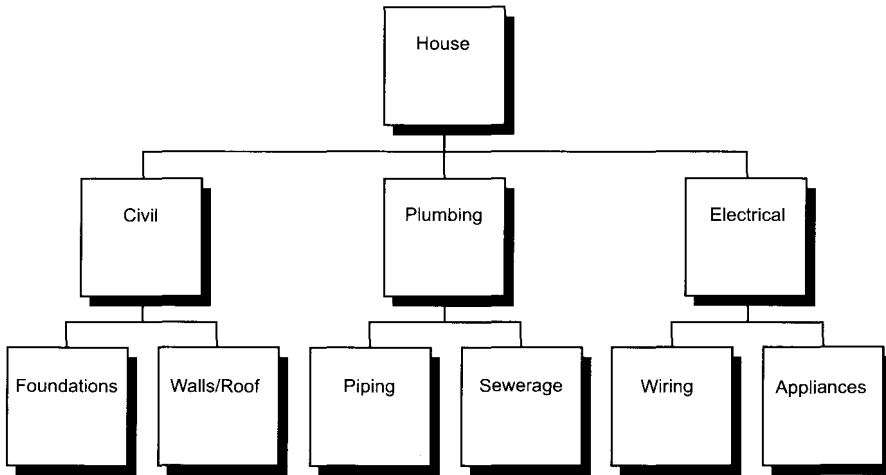 House
Civil
Plumbing
Electrical
Foundations
Walls/Roof
Piping
Sewerage
Wiring
Appliances